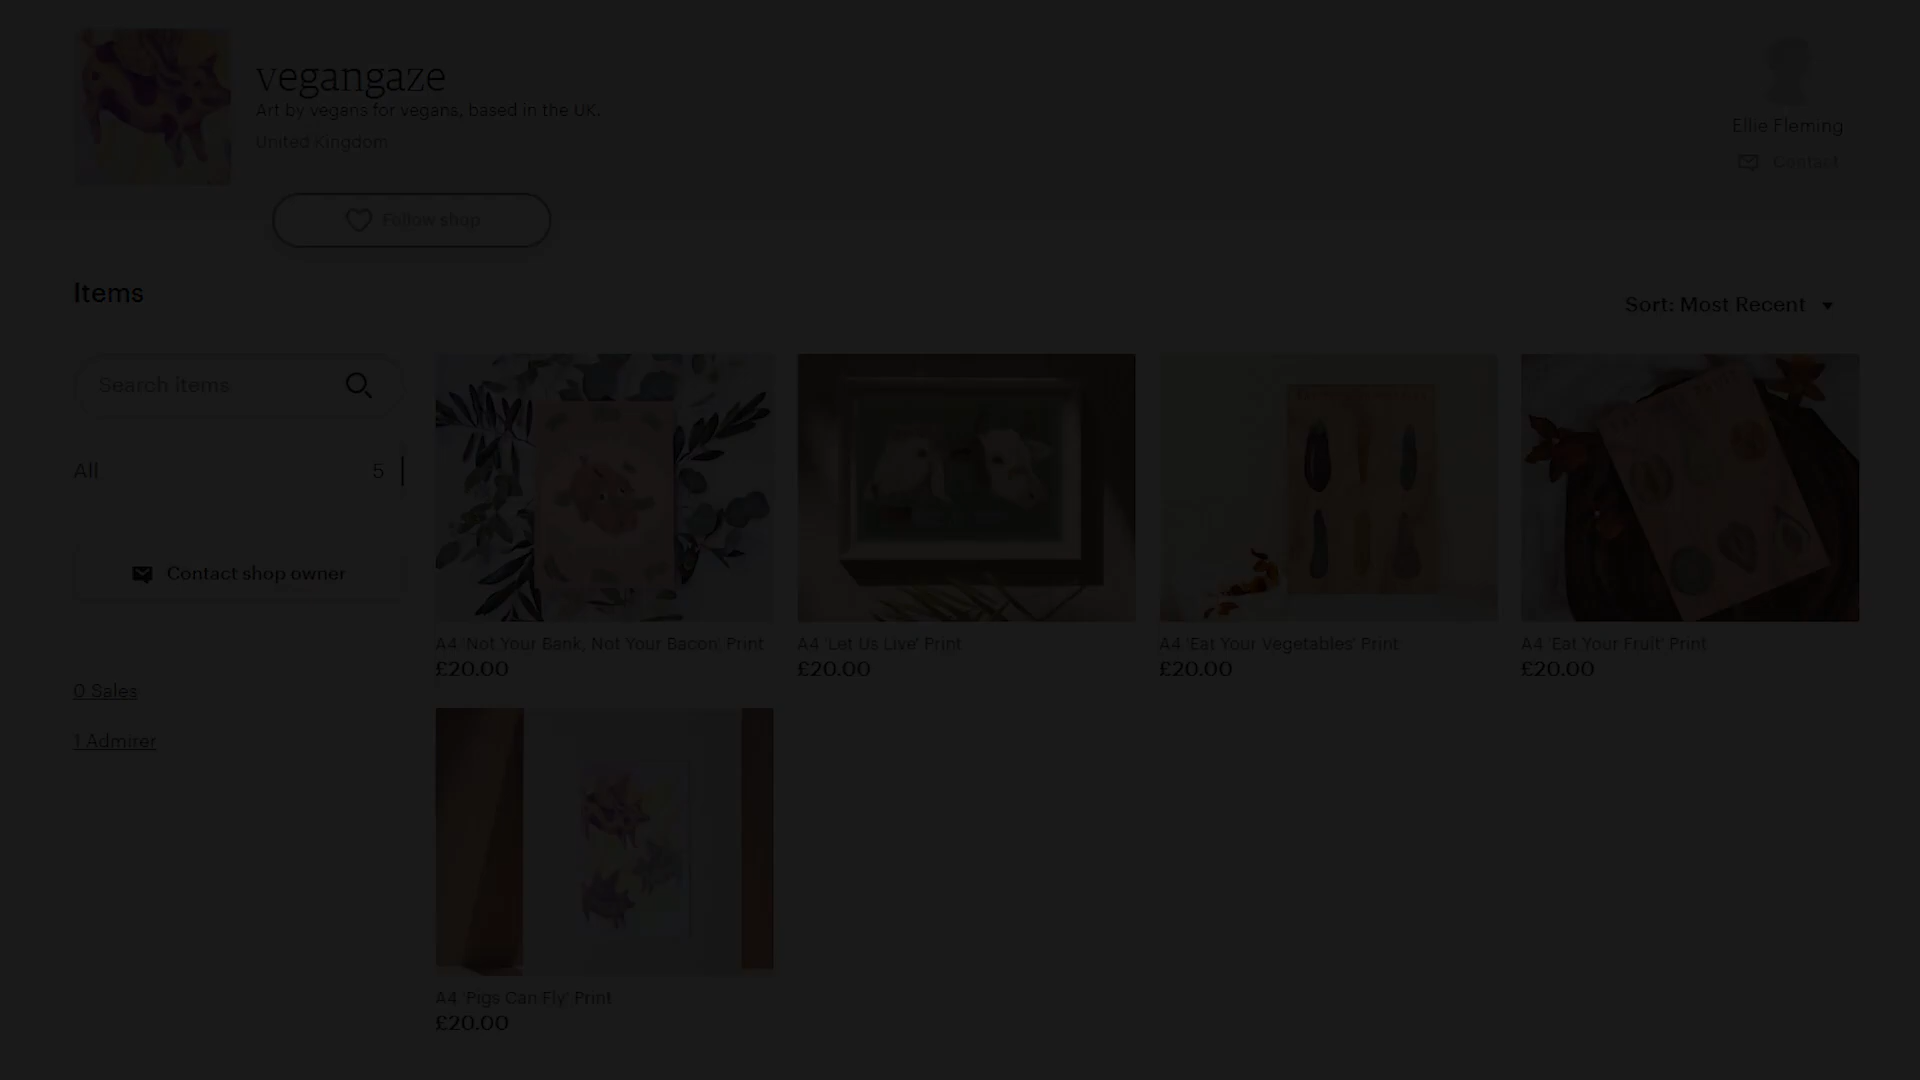 vegangaze
Art by vegans for vegans, based in the UK.
United Kingdom
Ellie Fleming
Contact
Follow shop
Items
Sort: Most Recent
Search items
All 5
Contact shop owner
0 Sales
1 Admirer
A4 'Not Your Bank, Not Your Bacon' Print
£20.00
A4 'Let Us Live' Print
£20.00
A4 'Eat Your Vegetables' Print
£20.00
A4 'Eat Your Fruit' Print
£20.00
A4 'Pigs Can Fly' Print
£20.00